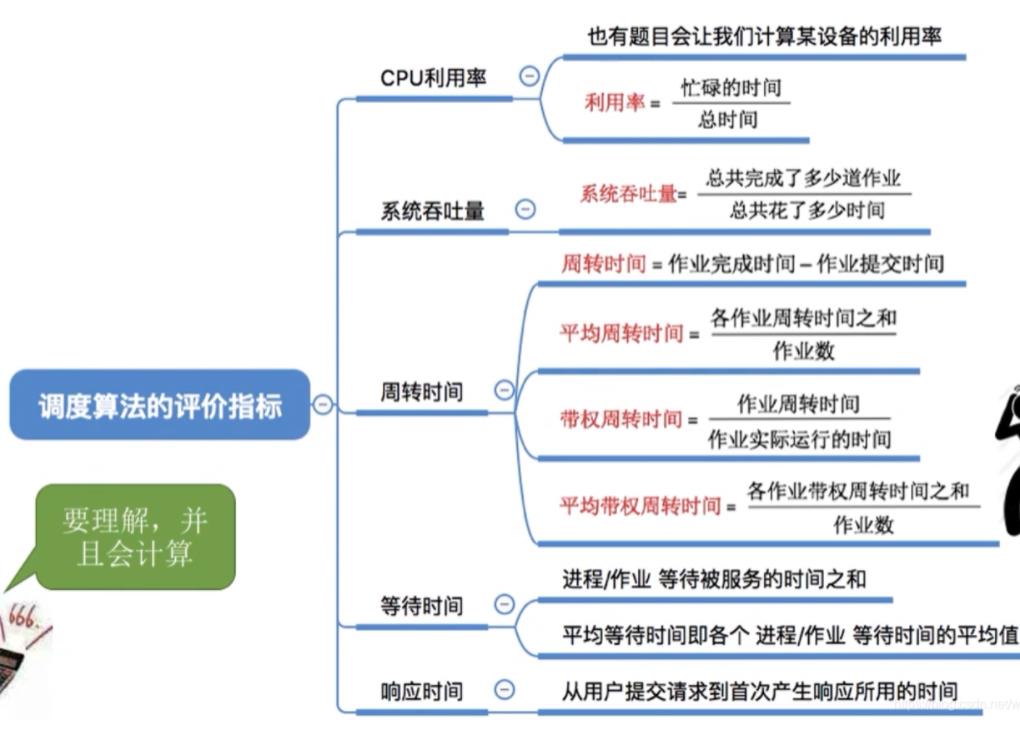 也有题目会让我们计算某设备的利用率
CPU利用率
利用率 = 忙碌的时间
总时间
系统吞吐量
系统吞吐量= 总共完成了多少道作业
总共花了多少时间
周转时间 = 作业完成时间 – 作业提交时间
平均周转时间 = 各作业周转时间之和
作业数
周转时间
带权周转时间 = 作业周转时间
作业实际运行的时间
平均带权周转时间 = 各作业带权周转时间之和
作业数
调度算法的评价指标
要理解，并
且会计算
666.
等待时间
进程/作业 等待被服务的时间之和
平均等待时间即各个 进程/作业 等待时间的平均值
响应时间
从用户提交请求到首次产生响应所用的时间